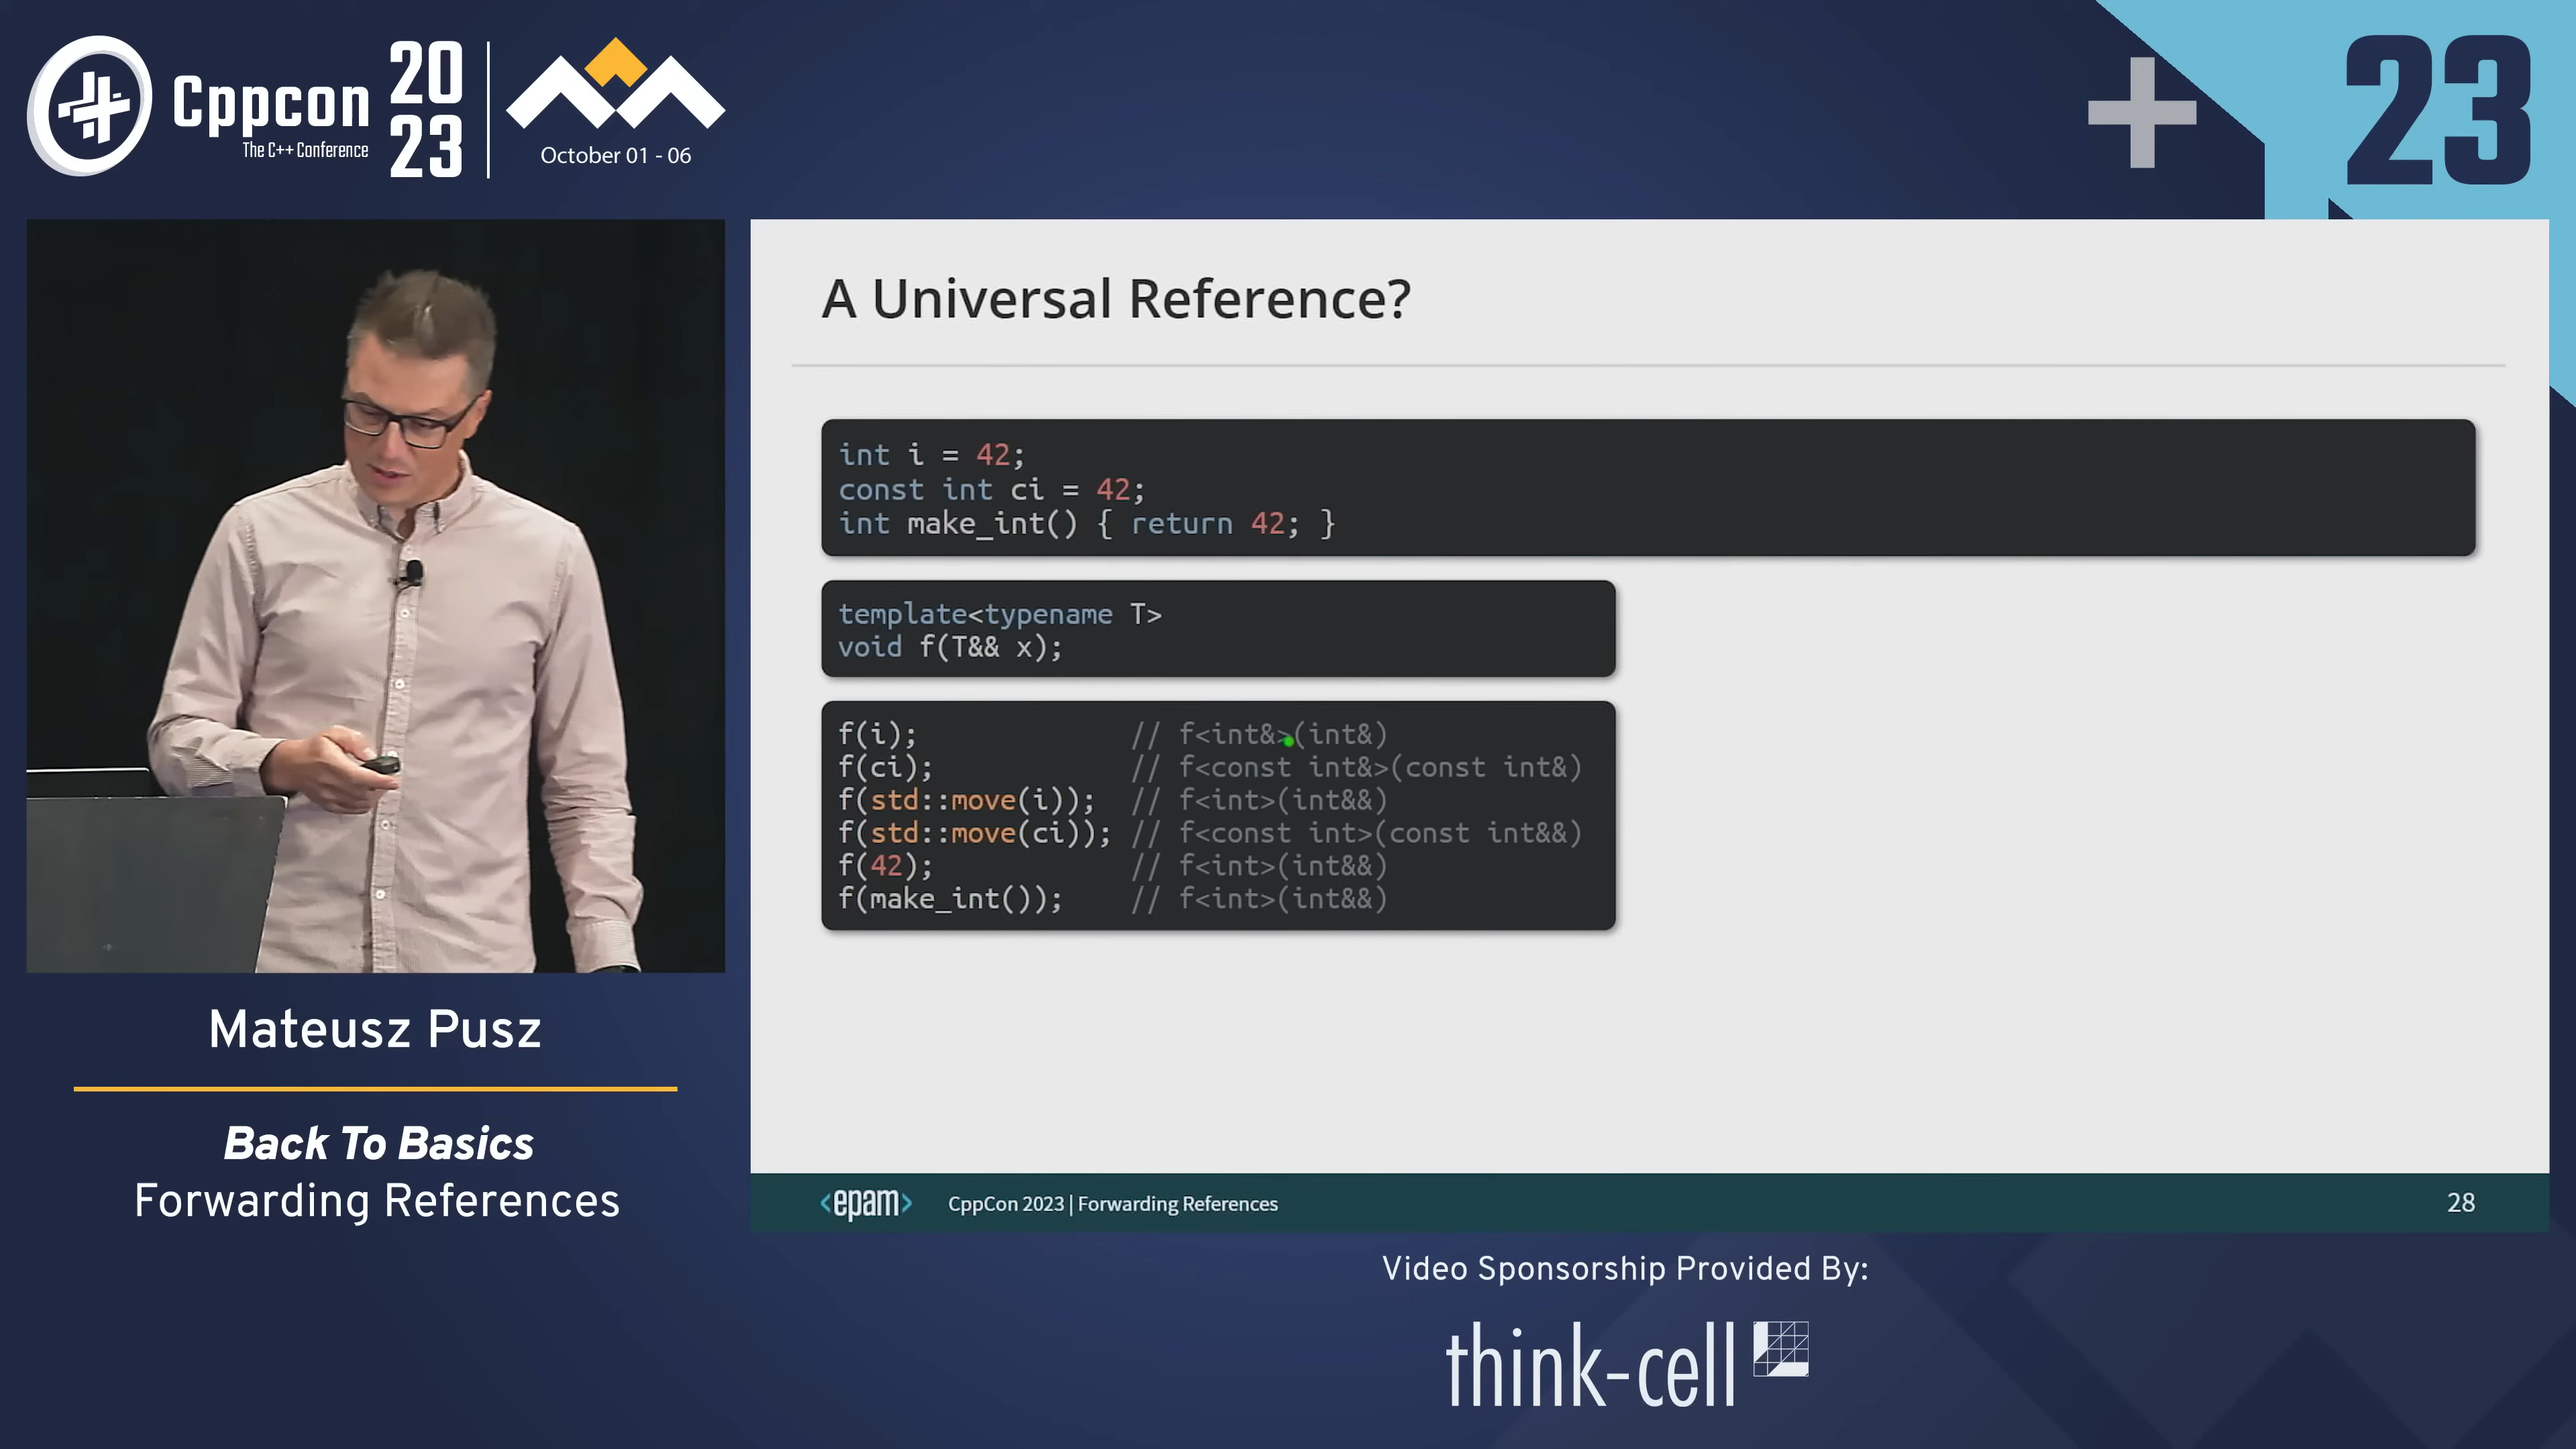 Cppcon
The C++ Conference
20
23
October 01 - 06
23
A Universal Reference?
int i = 42;
const int ci = 42;
int make_int() { return 42; }
template<typename T>
void f(T&& x);
f(i); // f<int&>(int&)
f(ci); // f<const int&>(const int&)
f(std::move(i)); // f<int>(int&&)
f(std::move(ci)); // f<const int>(const int&&)
f(42); // f<int>(int&&)
f(make_int()); // f<int>(int&&)
<epam>
CppCon 2023 | Forwarding References
28
Mateusz Pusz
Back To Basics
Forwarding References
Video Sponsorship Provided By:
think-cell